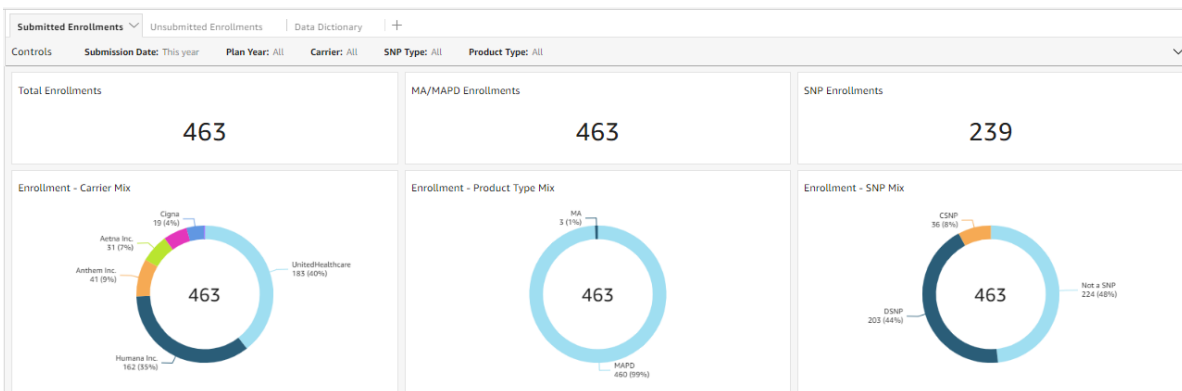 Submitted Enrollments
Unsubmitted Enrollments
Data Dictionary
Controls
Submission Date: This year
Plan Year: All
Carrier: All
SNP Type: All
Product Type: All
Total Enrollments
463
MA/MAPD Enrollments
463
SNP Enrollments
239
Enrollment - Carrier Mix
Cigna
19 (4%)
Aetna Inc.
31 (7%)
Anthem Inc.
41 (9%)
UnitedHealthcare
183 (40%)
463
Humana Inc.
162 (35%)
Enrollment - Product Type Mix
MA
3 (1%)
463
MAPD
460 (99%)
Enrollment - SNP Mix
CSNP
36 (8%)
Not a SNP
224 (48%)
463
DSNP
203 (44%)